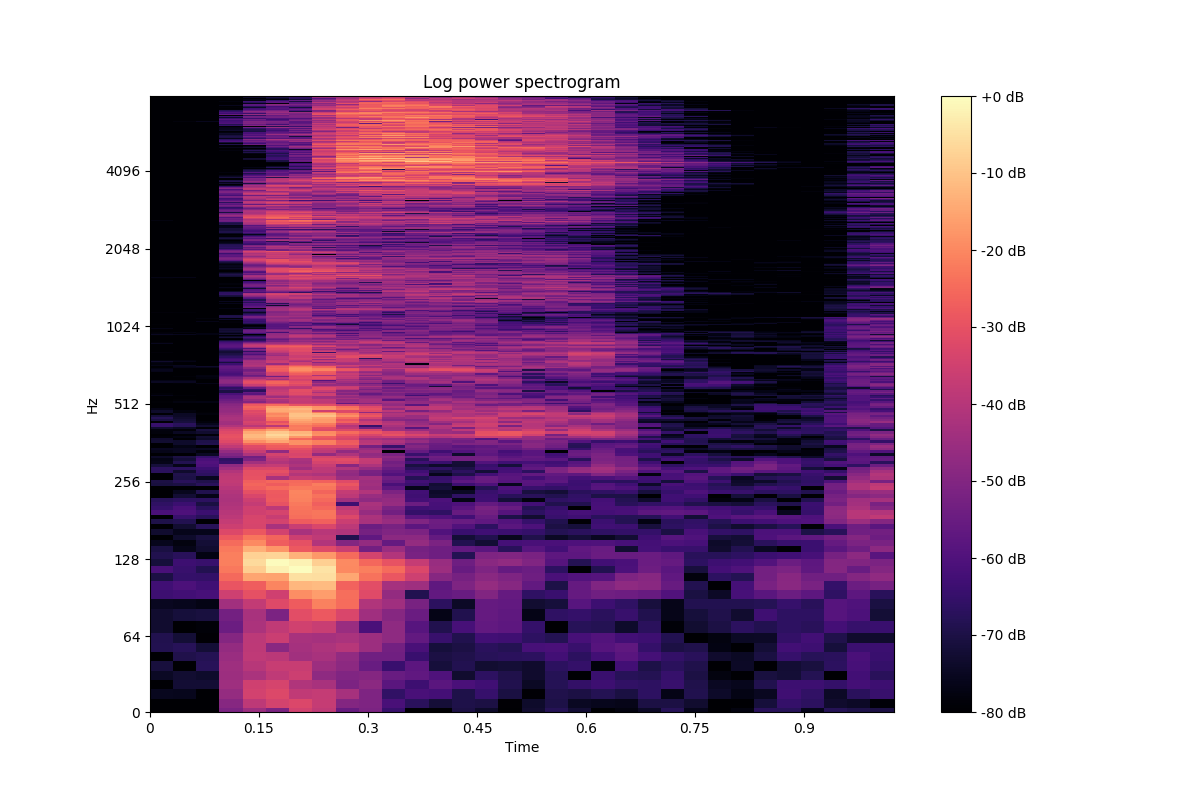 Log power spectrogram
+0 dB
4096
-10 dB
-20 dB
2048
-30 dB
1024
Hz
512
-40 dB
256
-50 dB
128
-60 dB
64
-70 dB
0
-80 dB
0 0.15 0.3 0.45 0.6 0.75 0.9
Time